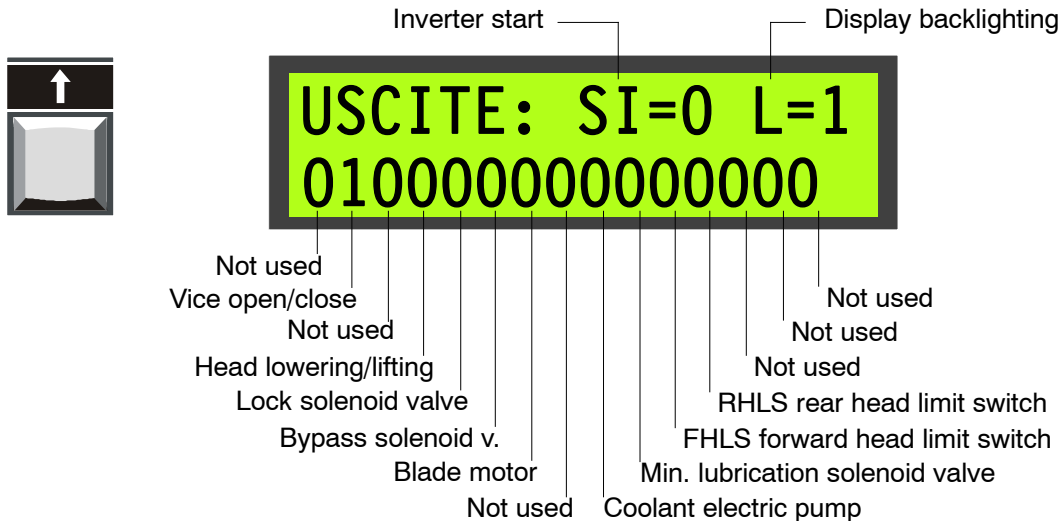 Inverter start
Display backlighting
USCITE: SI=0 L=1
010000000000000
Not used
Vice open/close
Not used
Head lowering/lifting
Lock solenoid valve
Bypass solenoid v.
Blade motor
Not used
Coolant electric pump
Min. lubrication solenoid valve
FHLS forward head limit switch
RHLS rear head limit switch
Not used
Not used
Not used